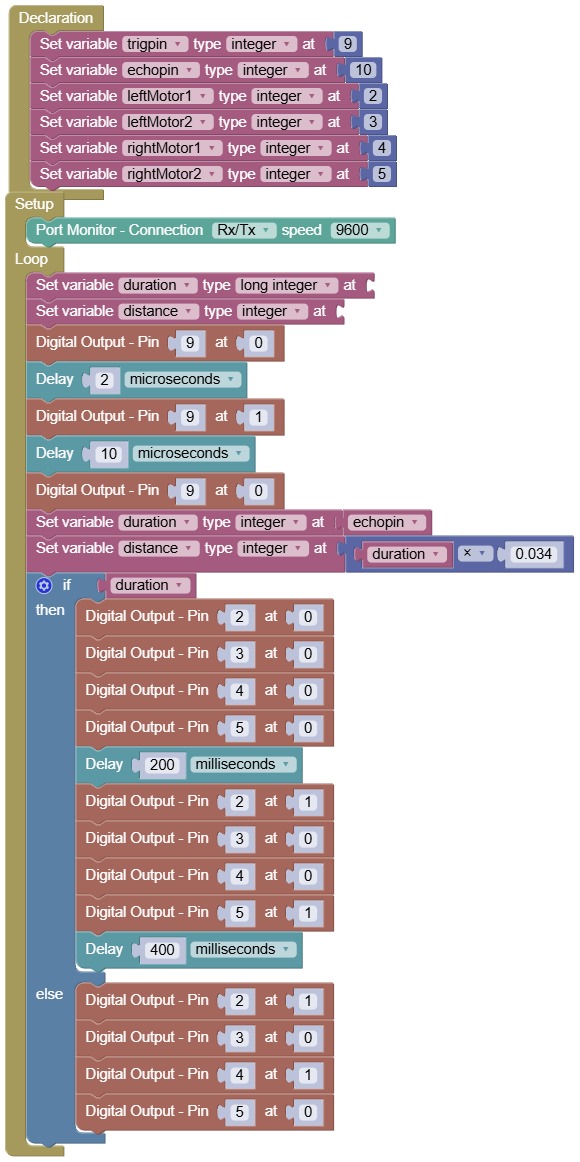 Declaration
Set variable trigpin type integer at 9
Set variable echopin type integer at 10
Set variable leftMotor1 type integer at 2
Set variable leftMotor2 type integer at 3
Set variable rightMotor1 type integer at 4
Set variable rightMotor2 type integer at 5
Setup
Port Monitor - Connection Rx/Tx speed 9600
Loop
Set variable duration type long integer at
Set variable distance type integer at
Digital Output - Pin 9 at 0
Delay 2 microseconds
Digital Output - Pin 9 at 1
Delay 10 microseconds
Digital Output - Pin 9 at 0
Set variable duration type integer at echopin
Set variable distance type integer at duration × 0.034
if duration
then Digital Output - Pin 2 at 0
Digital Output - Pin 3 at 0
Digital Output - Pin 4 at 0
Digital Output - Pin 5 at 0
Delay 200 milliseconds
Digital Output - Pin 2 at 1
Digital Output - Pin 3 at 0
Digital Output - Pin 4 at 0
Digital Output - Pin 5 at 1
Delay 400 milliseconds
else Digital Output - Pin 2 at 1
Digital Output - Pin 3 at 0
Digital Output - Pin 4 at 1
Digital Output - Pin 5 at 0